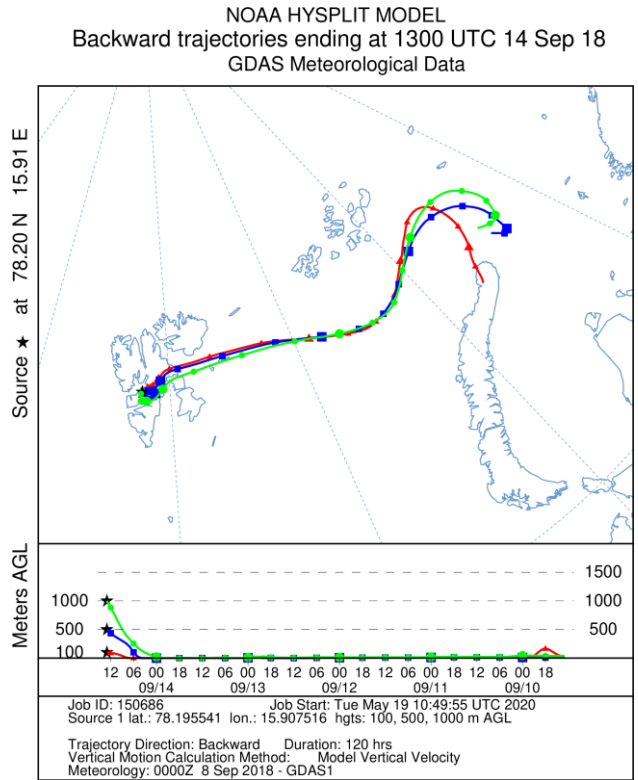 NOAA HYSPLIT MODEL
Backward trajectories ending at 1300 UTC 14 Sep 18
GDAS Meteorological Data
Source ★ at 78.20 N 15.91 E
Meters AGL
1500
1000 1000
500 500
100
12 06 00 18 12 06 00 18 12 06 00 18 12 06 00 18 12 06 00 18
09/14 09/13 09/12 09/11 09/10
Job ID: 150686 Job Start: Tue May 19 10:49:55 UTC 2020
Source 1 lat.: 78.195541 lon.: 15.907516 hgts: 100, 500, 1000 m AGL
Trajectory Direction: Backward Duration: 120 hrs
Vertical Motion Calculation Method: Model Vertical Velocity
Meteorology: 0000Z 8 Sep 2018 - GDAS1